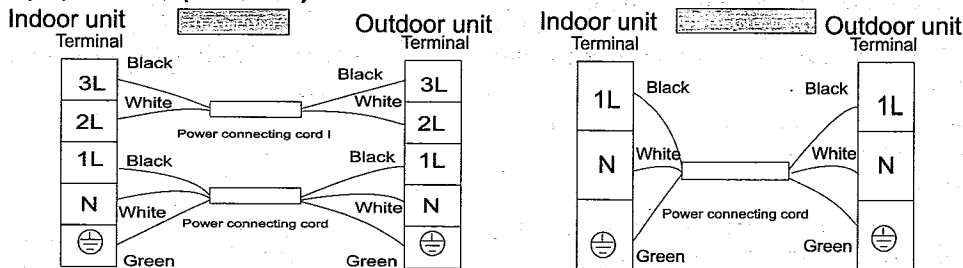 Indoor unit
Terminal
Outdoor unit
Terminal
3L
Black
Black
3L
2L
White
White
2L
Power connecting cord I
1L
Black
Black
1L
N
White
White
N
Power connecting cord
Green
Green
Indoor unit
Terminal
Outdoor unit
Terminal
1L
Black
Black
1L
N
White
White
N
Power connecting cord
Green
Green